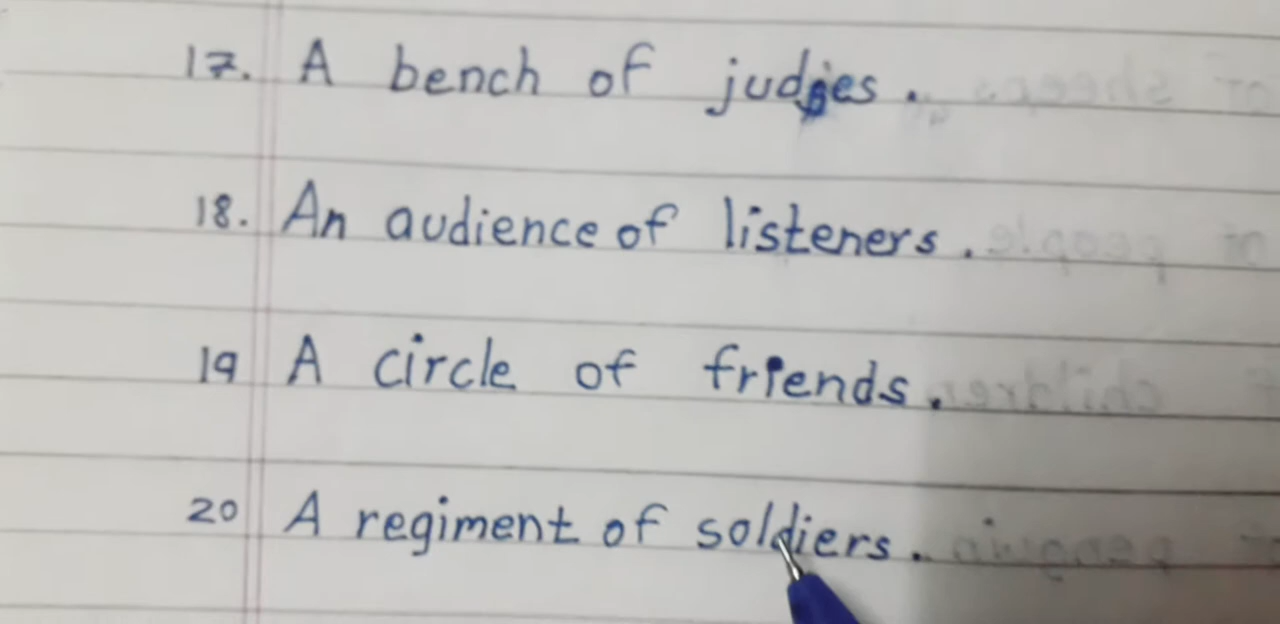 17. A bench of judges.
18. An audience of listeners.
19 A circle of friends.
20 A regiment of soldiers.